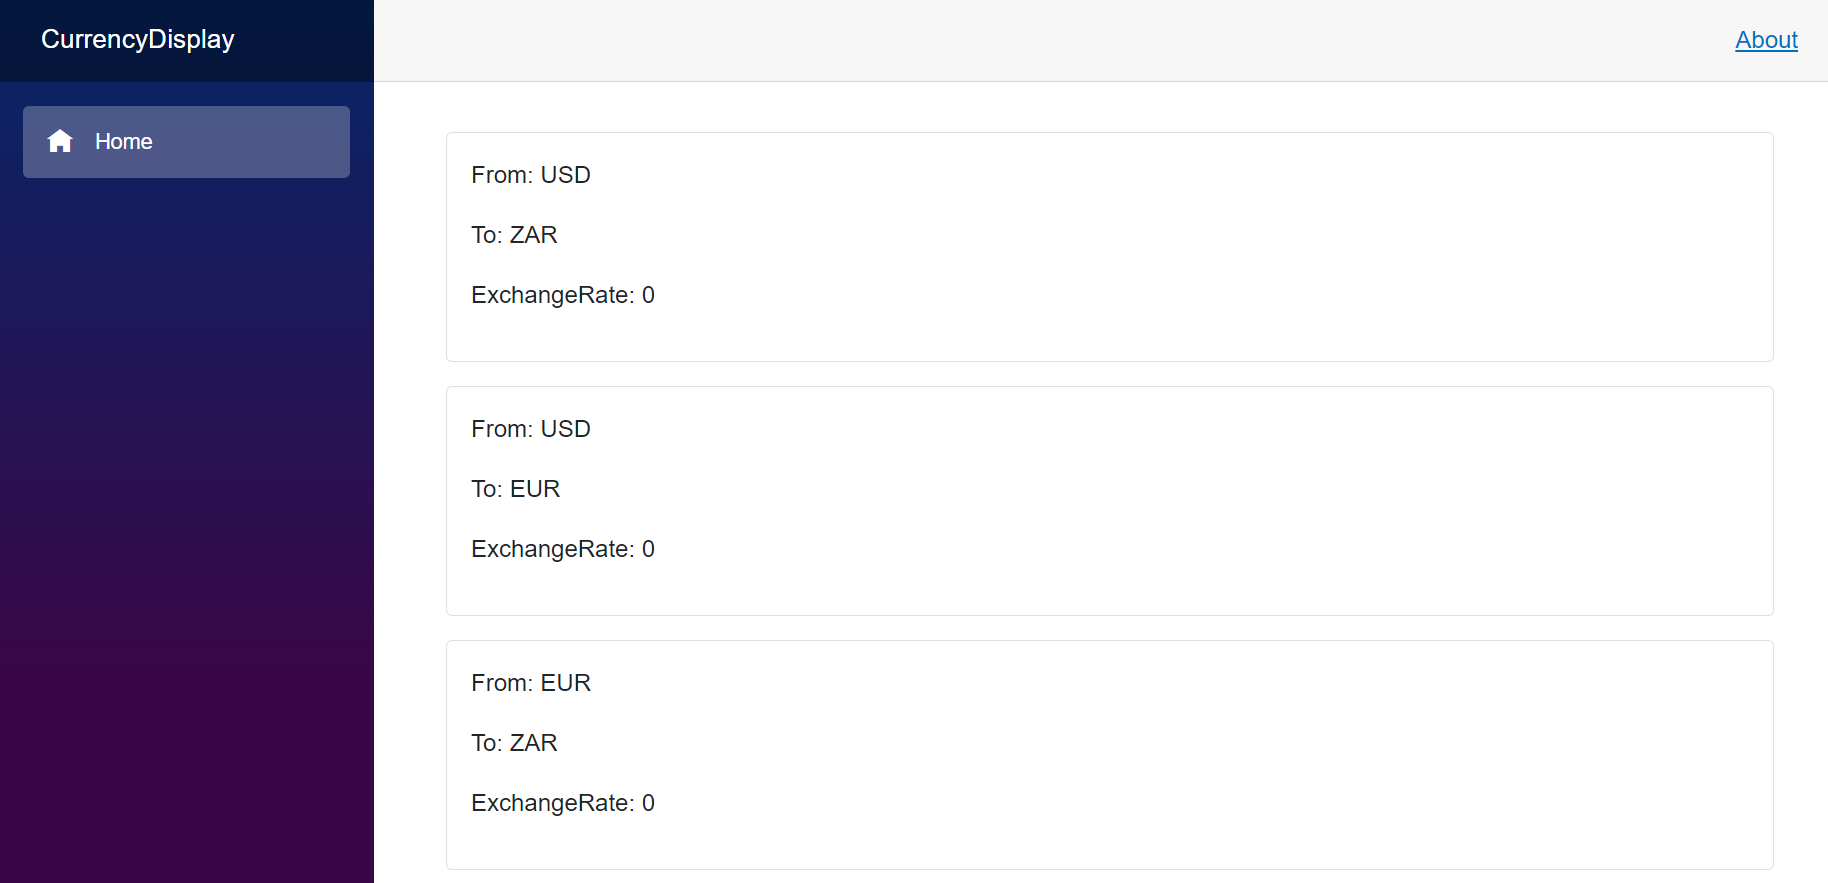 CurrencyDisplay
About
Home
From: USD
To: ZAR
ExchangeRate: 0
From: USD
To: EUR
ExchangeRate: 0
From: EUR
To: ZAR
ExchangeRate: 0